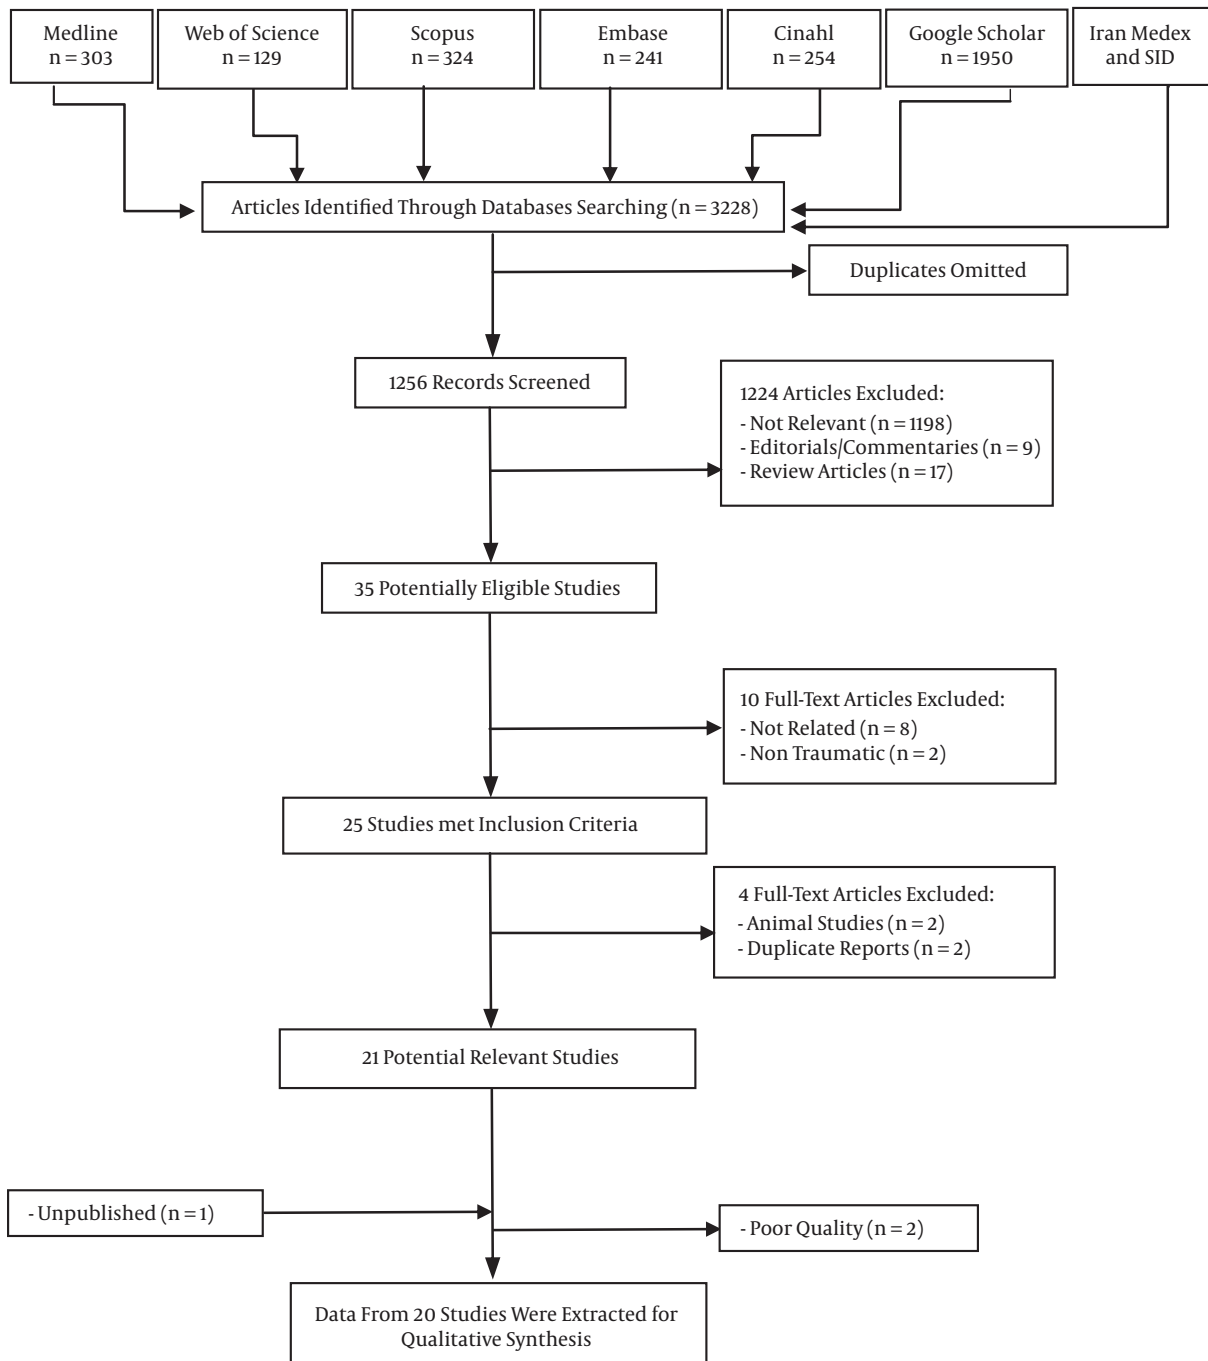 Medline
n = 303
Web of Science
n = 129
Scopus
n = 324
Embase
n = 241
Cinahl
n = 254
Google Scholar
n = 1950
Iran Medex
and SID
Articles Identified Through Databases Searching (n = 3228)
Duplicates Omitted
1256 Records Screened
1224 Articles Excluded:
- Not Relevant (n = 1198)
- Editorials/Commentaries (n = 9)
- Review Articles (n = 17)
35 Potentially Eligible Studies
10 Full-Text Articles Excluded:
- Not Related (n = 8)
- Non Traumatic (n = 2)
25 Studies met Inclusion Criteria
4 Full-Text Articles Excluded:
- Animal Studies (n = 2)
- Duplicate Reports (n = 2)
21 Potential Relevant Studies
- Unpublished (n = 1)
- Poor Quality (n = 2)
Data From 20 Studies Were Extracted for
Qualitative Synthesis